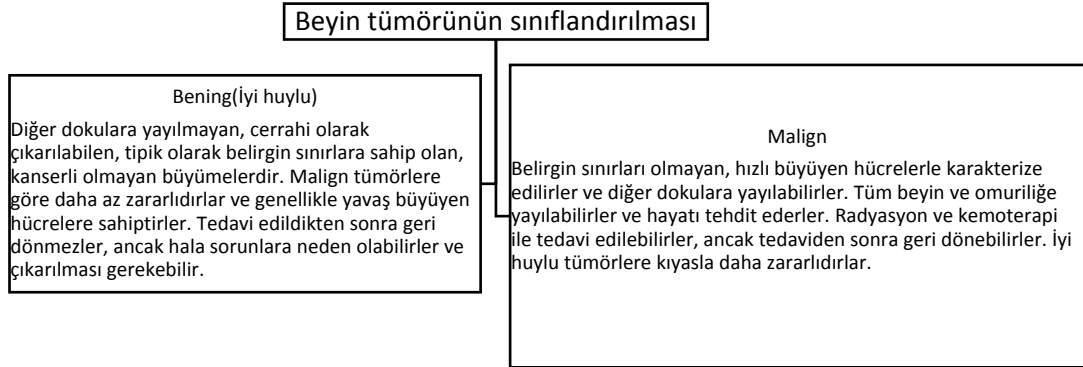 Beyin tümörünün sınıflandırılması
Bening(İyi huylu)
Diğer dokulara yayılmayan, cerrahi olarak
çıkarılabilen, tipik olarak belirgin sınırlara sahip olan,
kanserli olmayan büyümelerdir. Malign tümörlere
göre daha az zararlıdırlar ve genellikle yavaş büyüyen
hücrelere sahiptirler. Tedavi edildikten sonra geri
dönmezler, ancak hala sorunlara neden olabilirler ve
çıkarılması gerekebilir.
Malign
Belirgin sınırları olmayan, hızlı büyüyen hücrelerle karakterize
edilirler ve diğer dokulara yayılabilirler. Tüm beyin ve omuriliğe
yayılabilirler ve hayatı tehdit ederler. Radyasyon ve kemoterapi
ile tedavi edilebilirler, ancak tedaviden sonra geri dönebilirler. İyi
huylu tümörlere kıyasla daha zararlıdırlar.